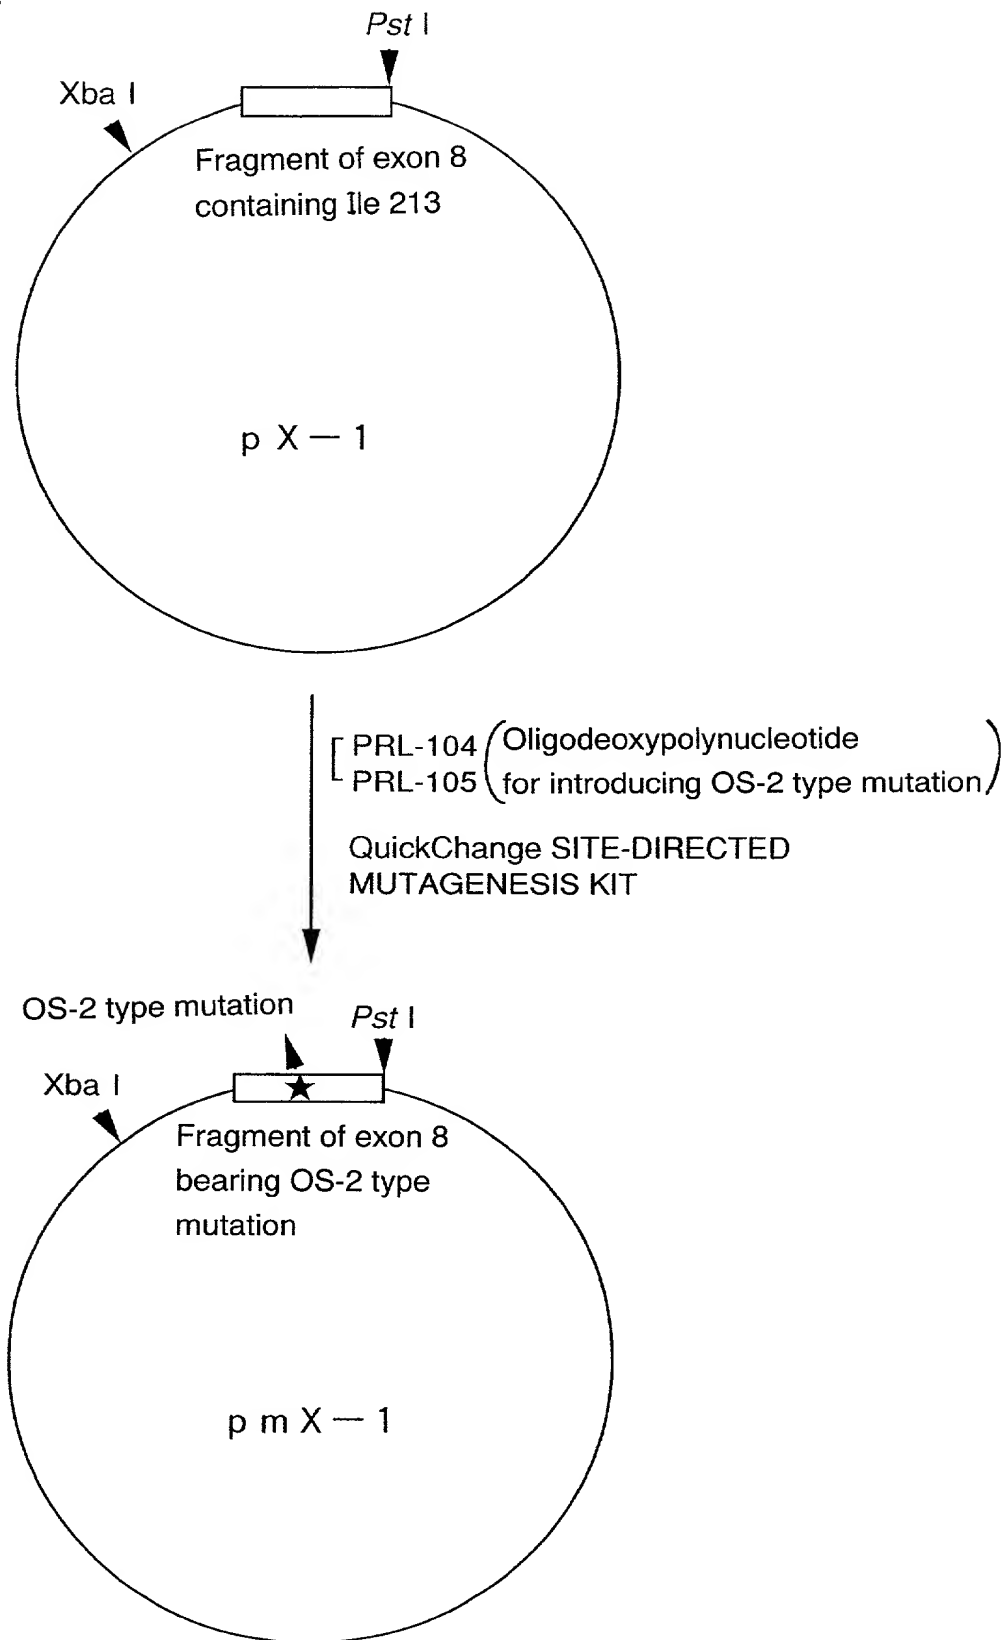 Pst I
Xba I
Fragment of exon 8
containing Ile 213
p X — 1
PRL-104 (Oligodeoxypolynucleotide
PRL-105 for introducing OS-2 type mutation)
QuickChange SITE-DIRECTED
MUTAGENESIS KIT
OS-2 type mutation
Pst I
Xba I
Fragment of exon 8
bearing OS-2 type
mutation
p m X — 1